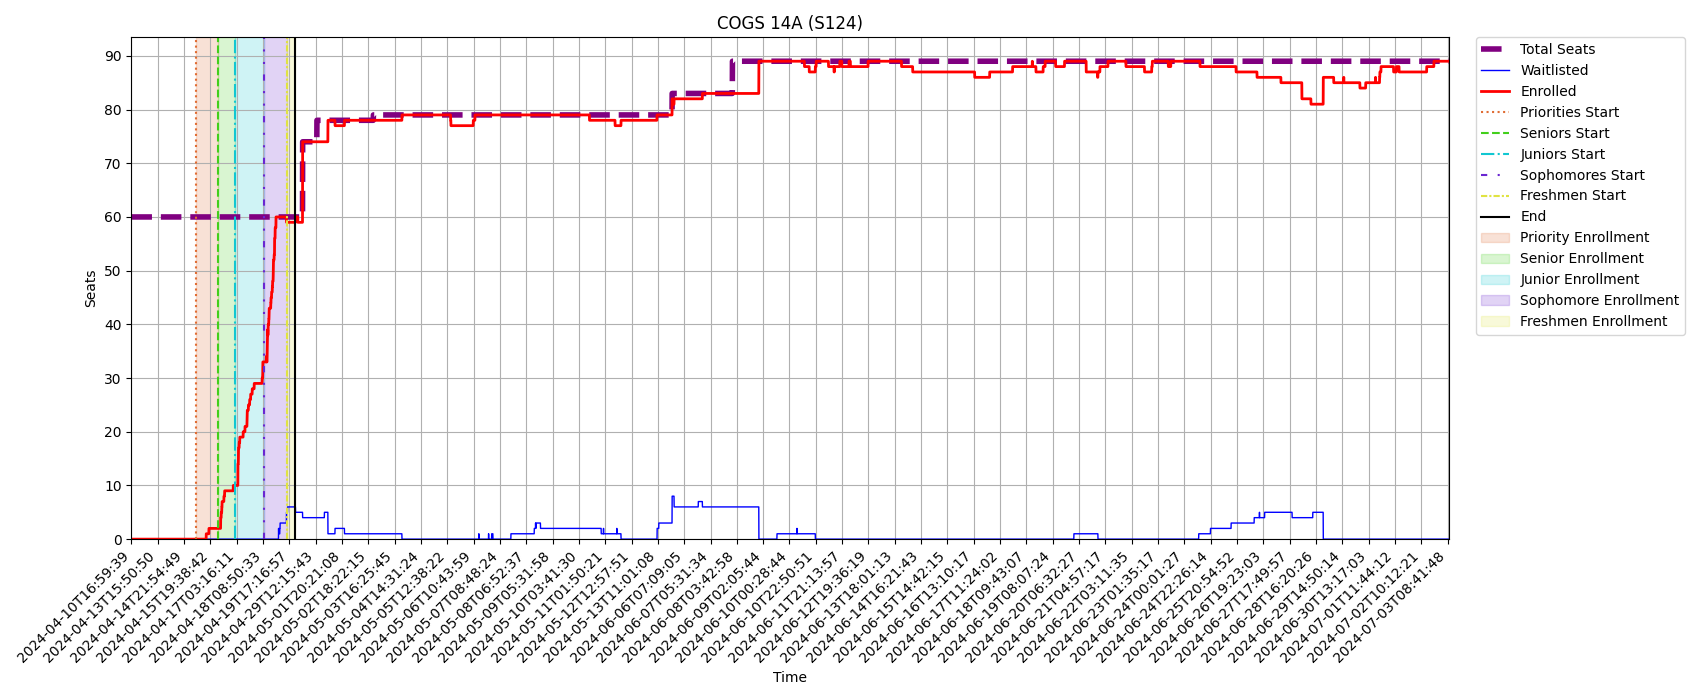 COGS 14A (S124)
90
80
70
60
50
40
30
20
10
0
Seats
2024-04-10T16:59:39
2024-04-13T15:50:50
2024-04-14T21:54:49
2024-04-15T19:38:42
2024-04-17T03:16:11
2024-04-18T08:50:33
2024-04-19T17:16:57
2024-04-29T12:15:43
2024-05-01T20:21:08
2024-05-02T18:22:15
2024-05-03T16:25:45
2024-05-04T14:31:24
2024-05-05T12:38:22
2024-05-06T10:43:59
2024-05-07T08:48:24
2024-05-08T06:52:37
2024-05-09T05:31:58
2024-05-10T03:41:30
2024-05-11T01:50:21
2024-05-12T12:57:51
2024-05-13T11:01:08
2024-06-06T07:09:05
2024-06-07T05:31:34
2024-06-08T03:42:58
2024-06-09T02:05:44
2024-06-10T00:28:44
2024-06-10T22:50:51
2024-06-11T21:13:57
2024-06-12T19:36:19
2024-06-13T18:01:13
2024-06-14T16:21:43
2024-06-15T14:42:15
2024-06-16T13:10:17
2024-06-17T11:24:02
2024-06-18T09:43:07
2024-06-19T08:07:24
2024-06-20T06:32:27
2024-06-21T04:57:17
2024-06-22T03:11:35
2024-06-23T01:35:17
2024-06-24T00:01:27
2024-06-24T22:26:14
2024-06-25T20:54:52
2024-06-26T19:23:03
2024-06-27T17:49:57
2024-06-28T16:20:26
2024-06-29T14:50:14
2024-06-30T13:17:03
2024-07-01T11:44:12
2024-07-02T10:12:21
2024-07-03T08:41:48
Time
Total Seats
Waitlisted
Enrolled
Priorities Start
Seniors Start
Juniors Start
Sophomores Start
Freshmen Start
End
Priority Enrollment
Senior Enrollment
Junior Enrollment
Sophomore Enrollment
Freshmen Enrollment